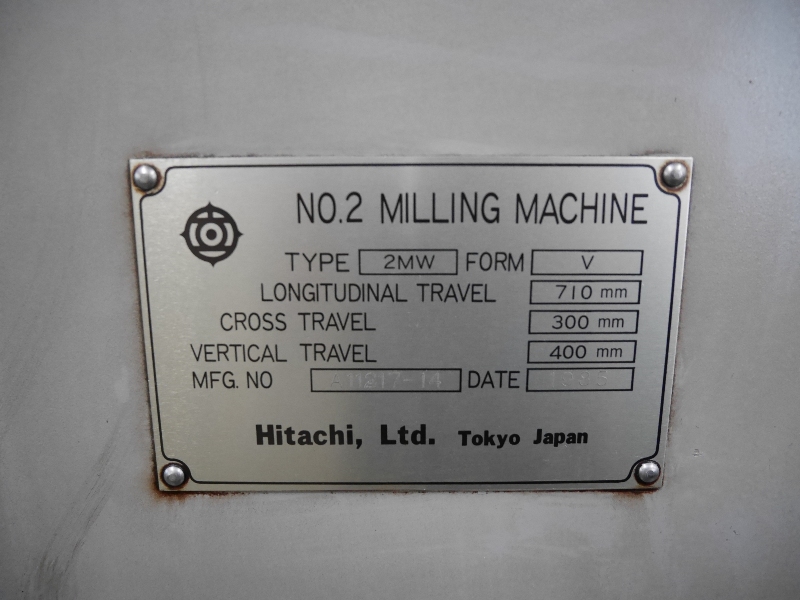 NO.2 MILLING MACHINE
TYPE 2MW FORM V
LONGITUDINAL TRAVEL 710 mm
CROSS TRAVEL 300 mm
VERTICAL TRAVEL 400 mm
MFG. NO DATE
Hitachi, Ltd. Tokyo Japan